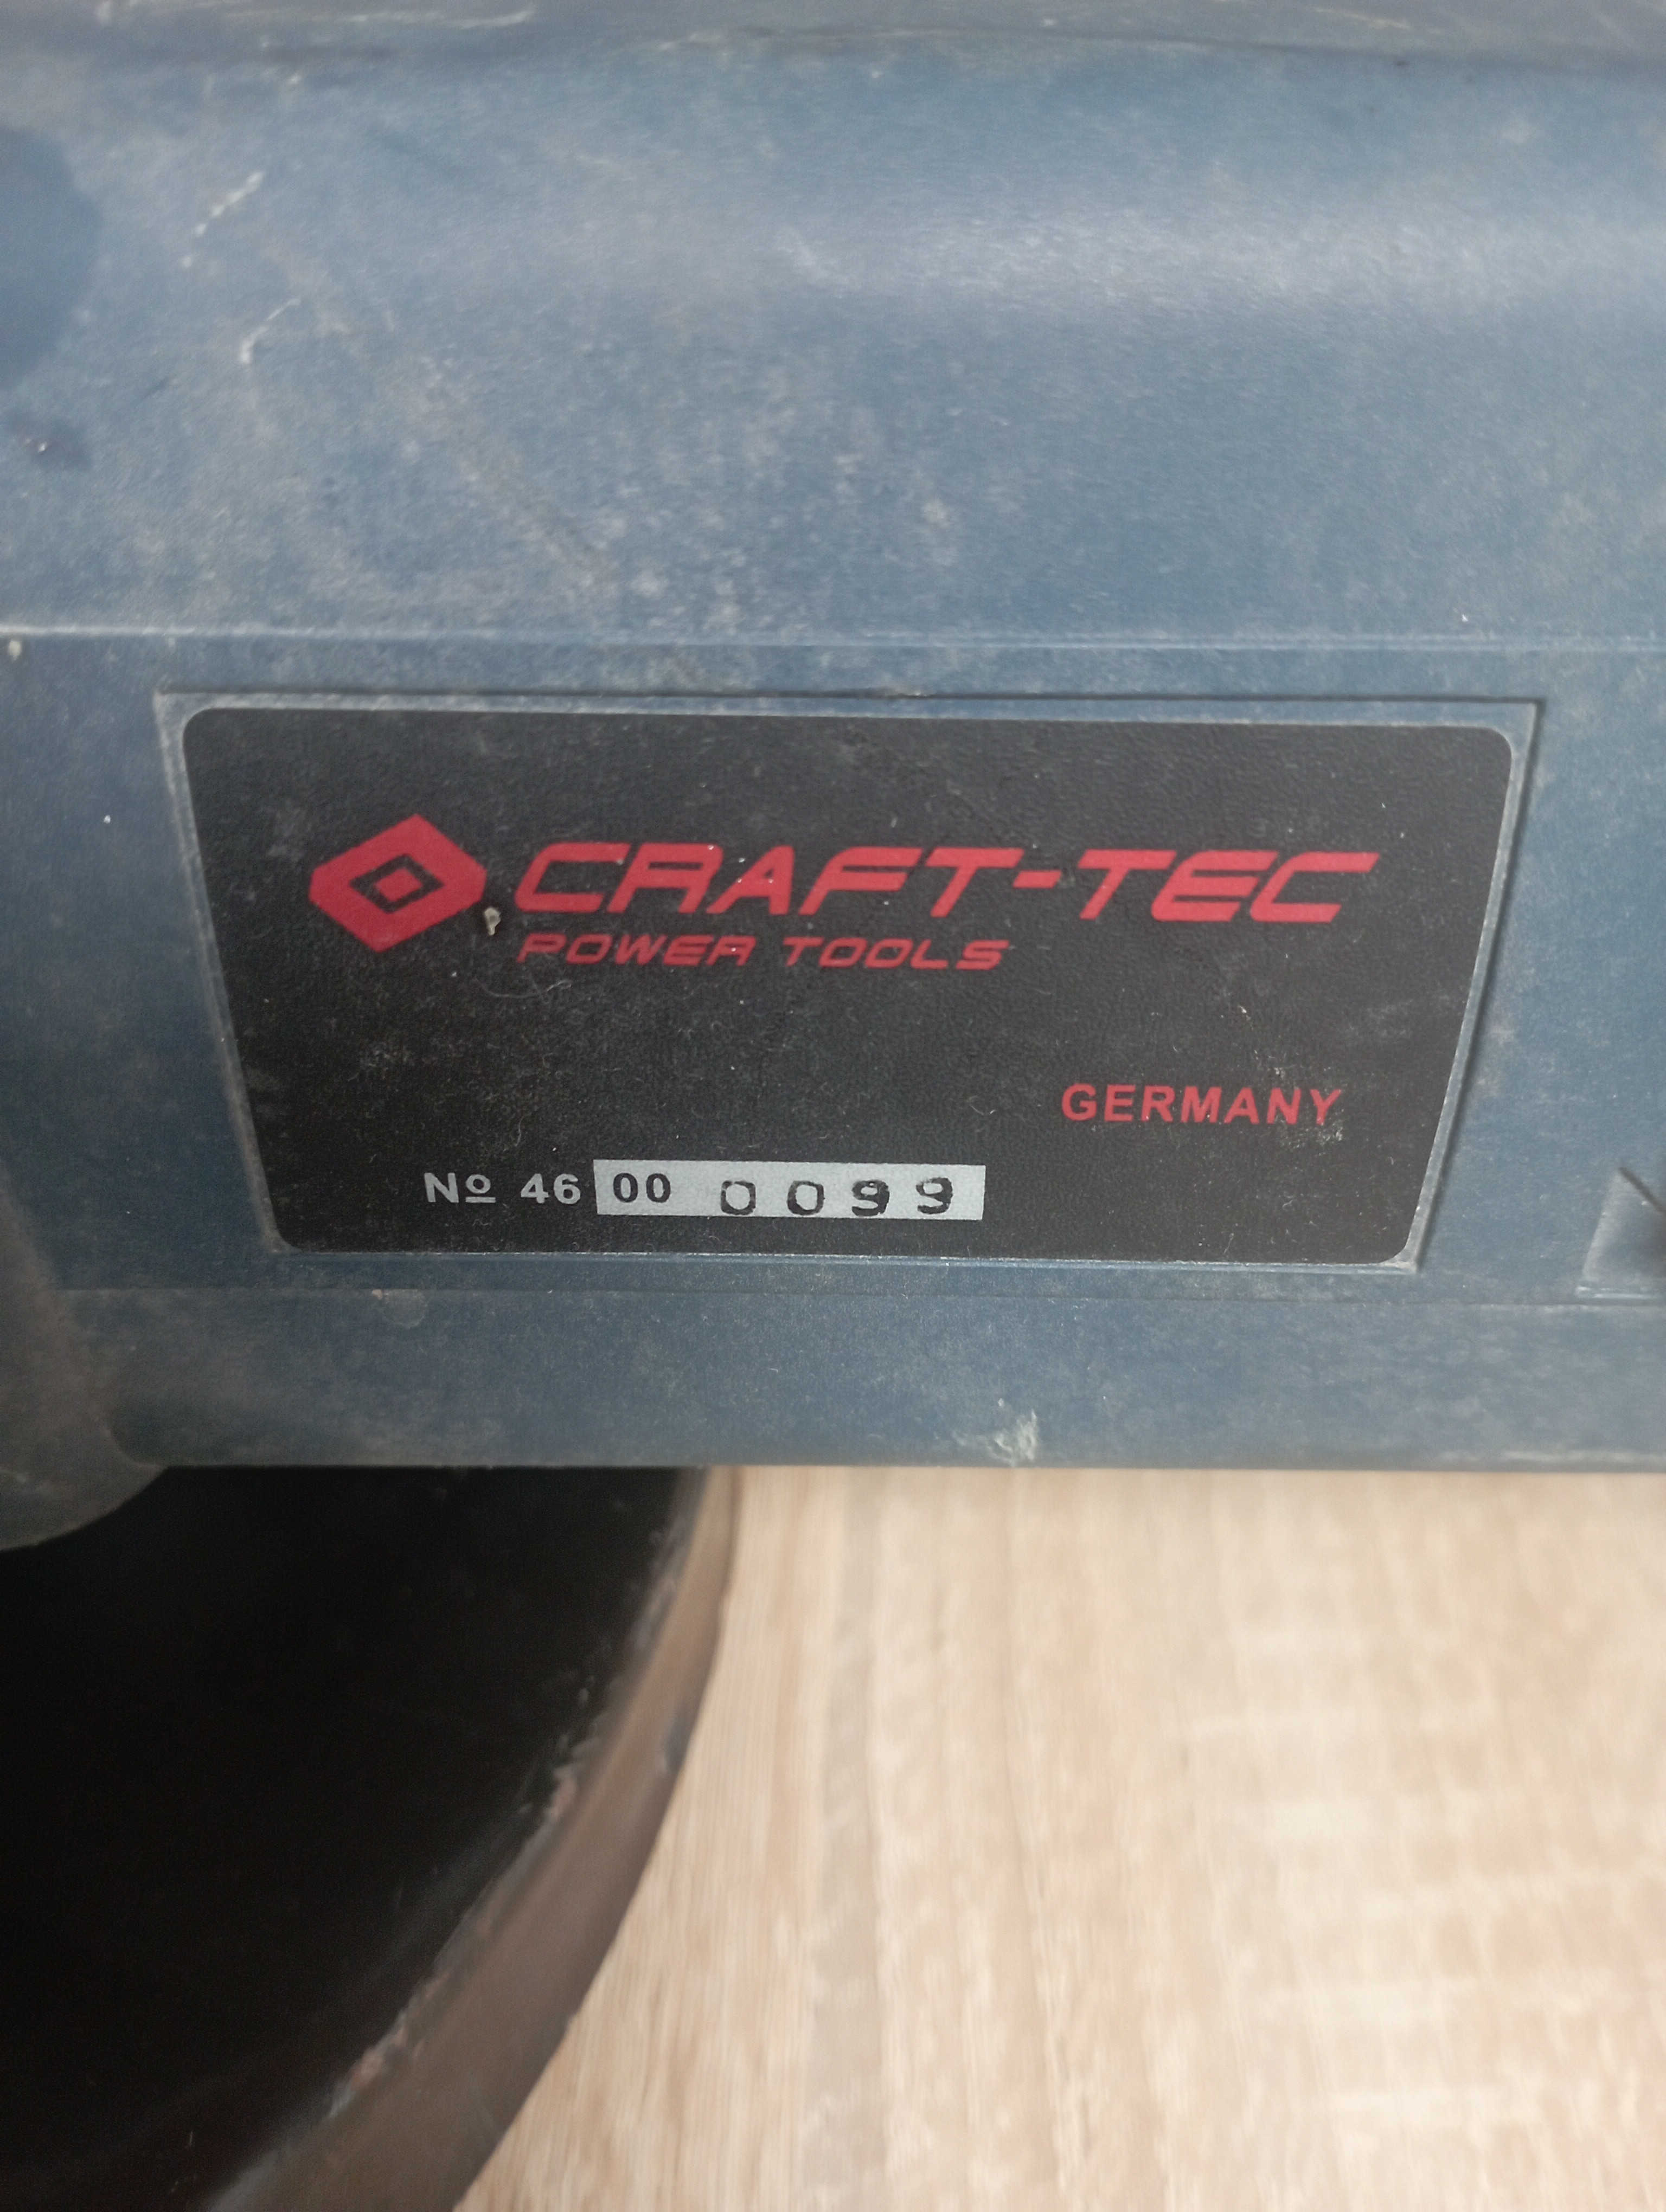 CRAFT-TEC
POWER TOOLS
GERMANY
Nº 46 00 0099